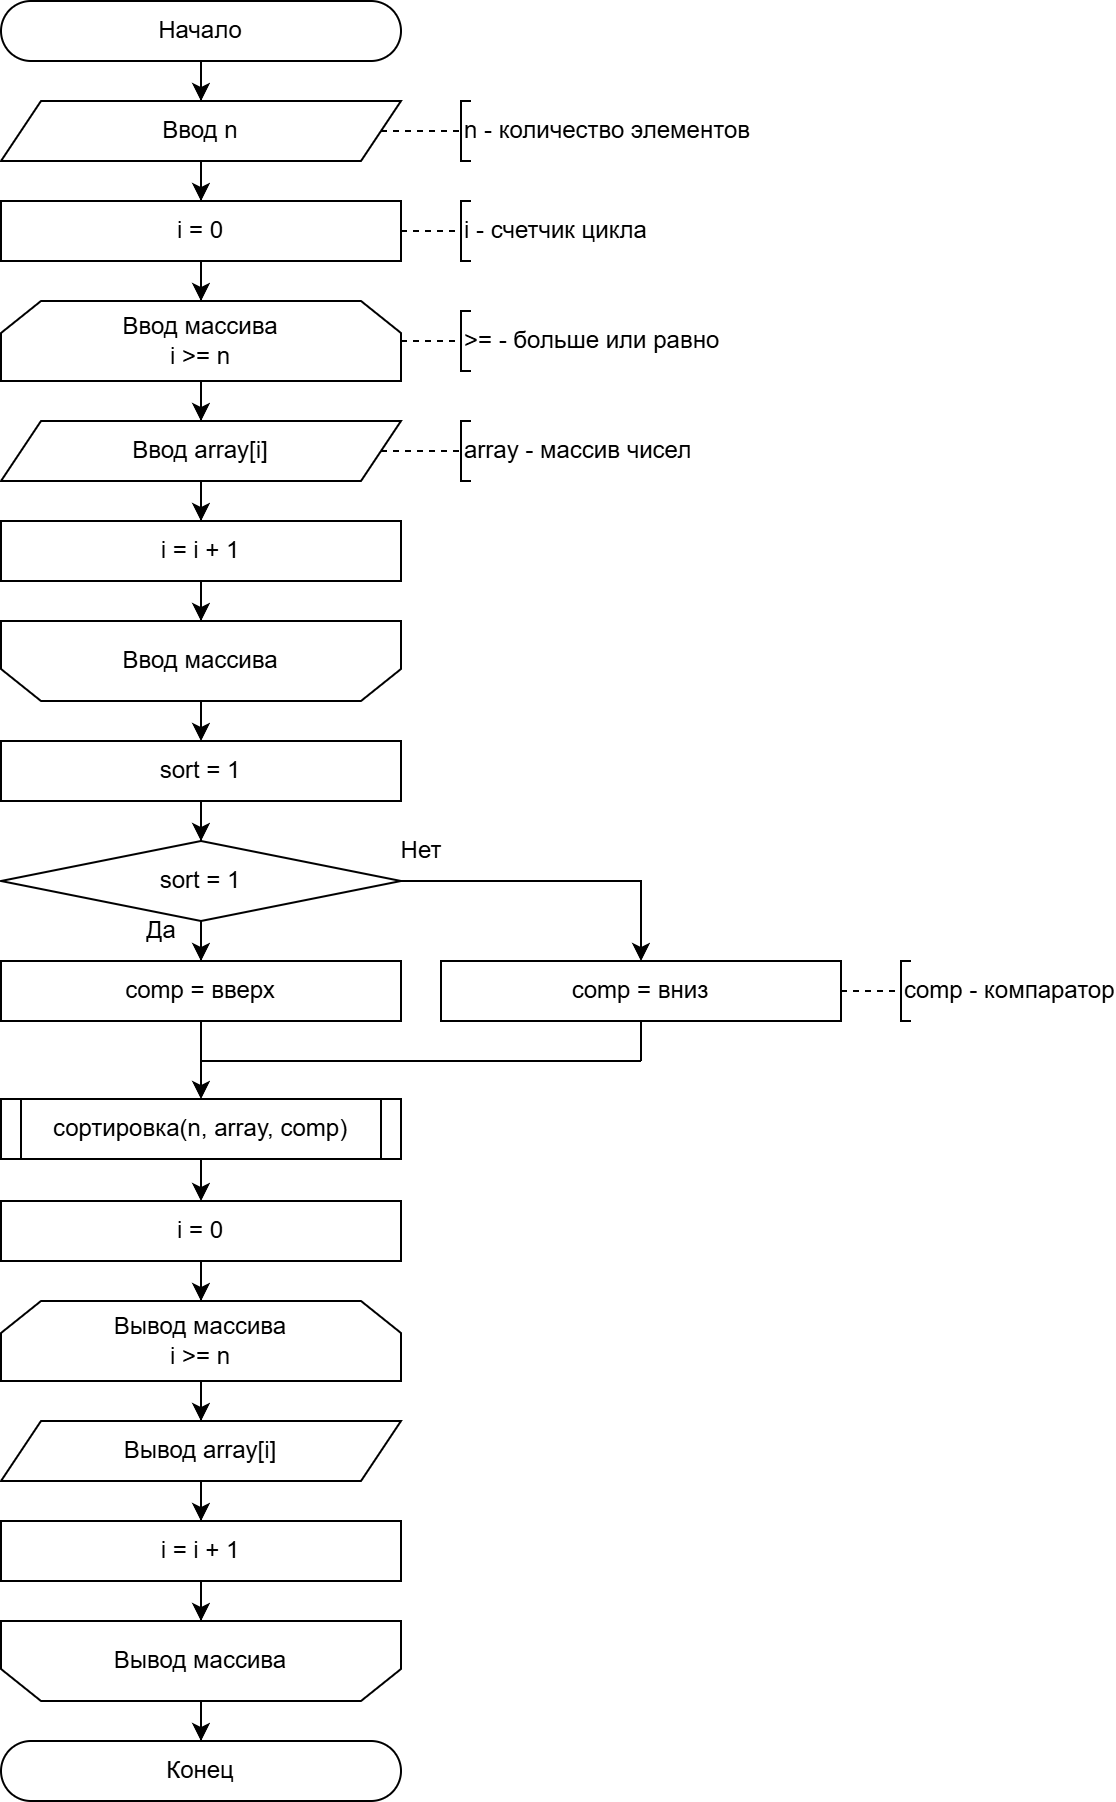 Начало
Ввод n
n - количество элементов
i = 0
i - счетчик цикла
Ввод массива
i >= n
>= - больше или равно
Ввод array[i]
array - массив чисел
i = i + 1
Ввод массива
sort = 1
Нет
sort = 1
Да
comp = вверх
comp = вниз
comp - компаратор
сортировка(n, array, comp)
i = 0
Вывод массива
i >= n
Вывод array[i]
i = i + 1
Вывод массива
Конец